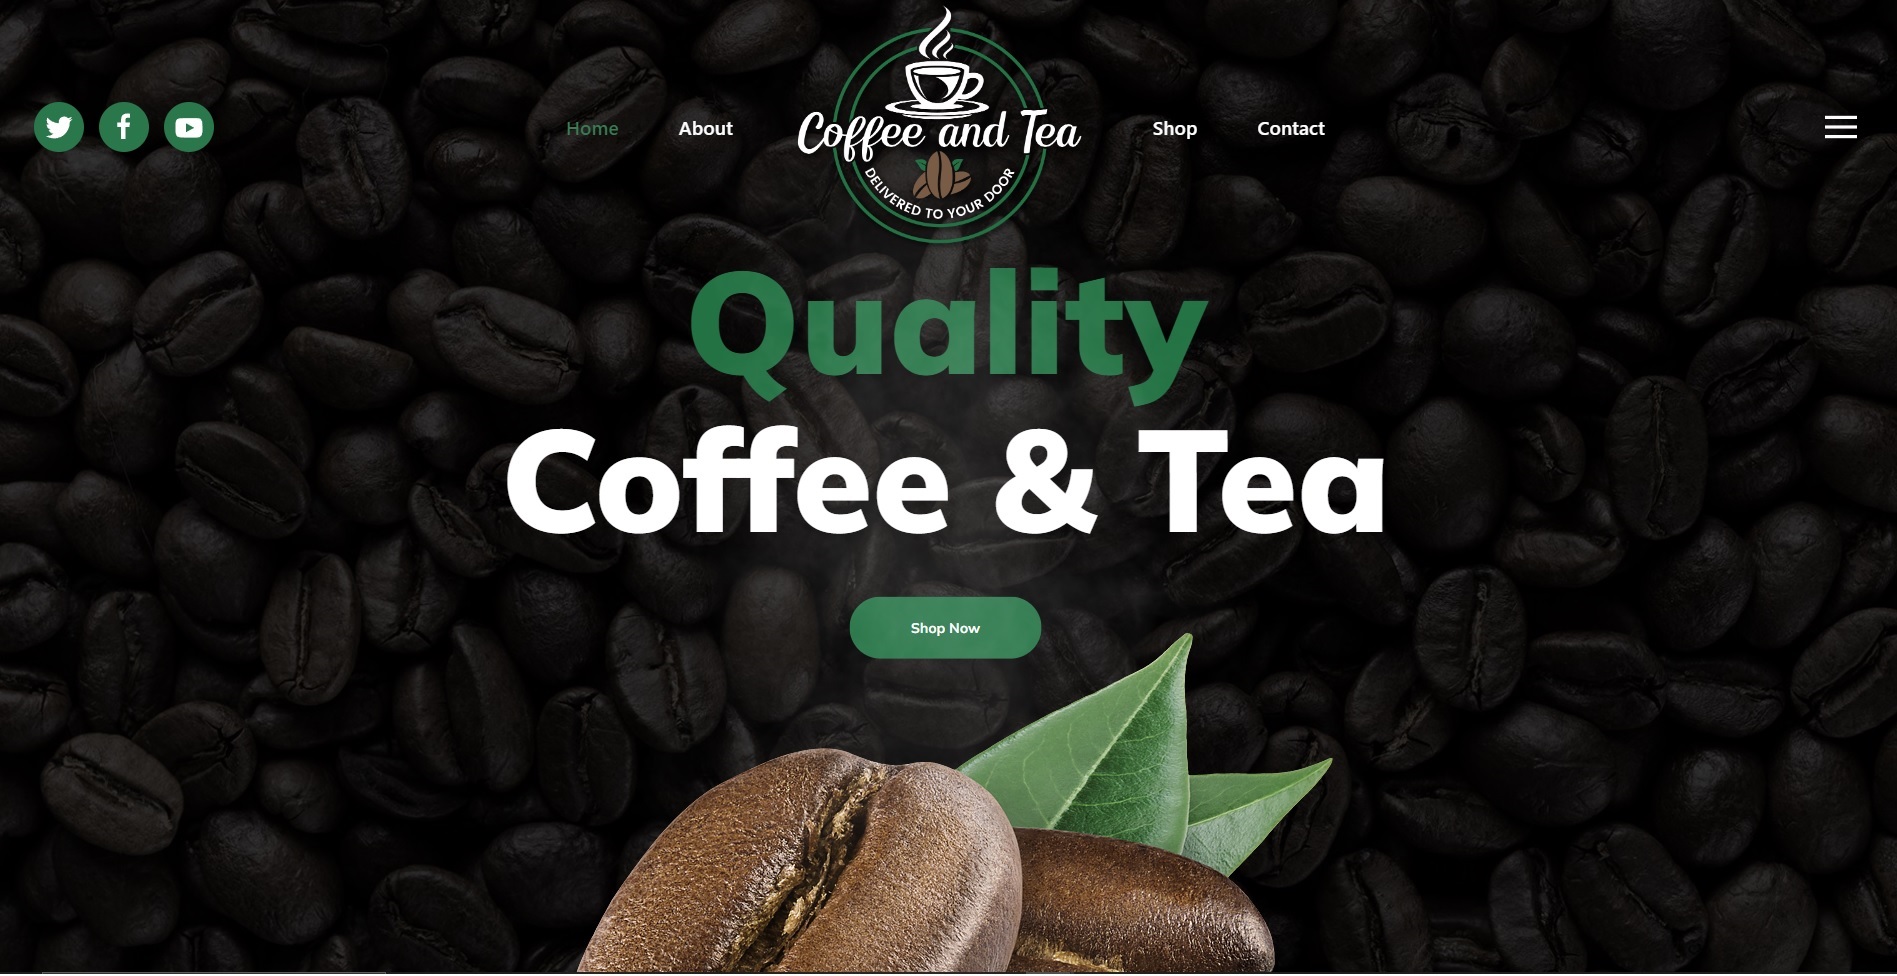 Home
About
Coffee and Tea
DELIVERED TO YOUR DOOR
Shop
Contact
Quality
Coffee & Tea
Shop Now